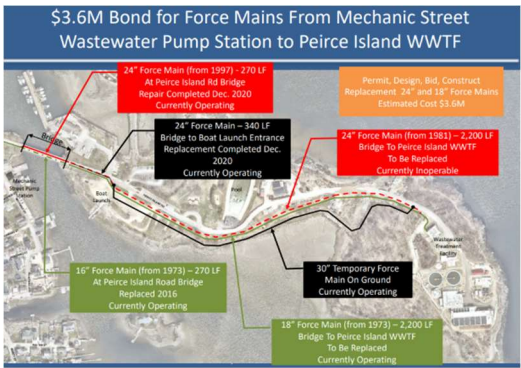 $3.6M Bond for Force Mains From Mechanic Street
Wastewater Pump Station to Peirce Island WWTF
24” Force Main (from 1997) - 270 LF
At Peirce Island Rd Bridge
Repair Completed Dec. 2020
Currently Operating
Permit, Design, Bid, Construct
Replacement 24” and 18” Force Mains
Estimated Cost $3.6M
24” Force Main – 340 LF
Bridge to Boat Launch Entrance
Replacement Completed Dec.
2020
Currently Operating
24” Force Main (from 1981) – 2,200 LF
Bridge To Peirce Island WWTF
To Be Replaced
Currently Inoperable
Bridge
Mechanic
Street Pump
Station
Boat
Launch
Pool
Wastewater
Treatment
Facility
16” Force Main (from 1973) – 270 LF
At Peirce Island Road Bridge
Replaced 2016
Currently Operating
30” Temporary Force
Main On Ground
Currently Operating
18” Force Main (from 1973) – 2,200 LF
Bridge To Peirce Island WWTF
To Be Replaced
Currently Operating